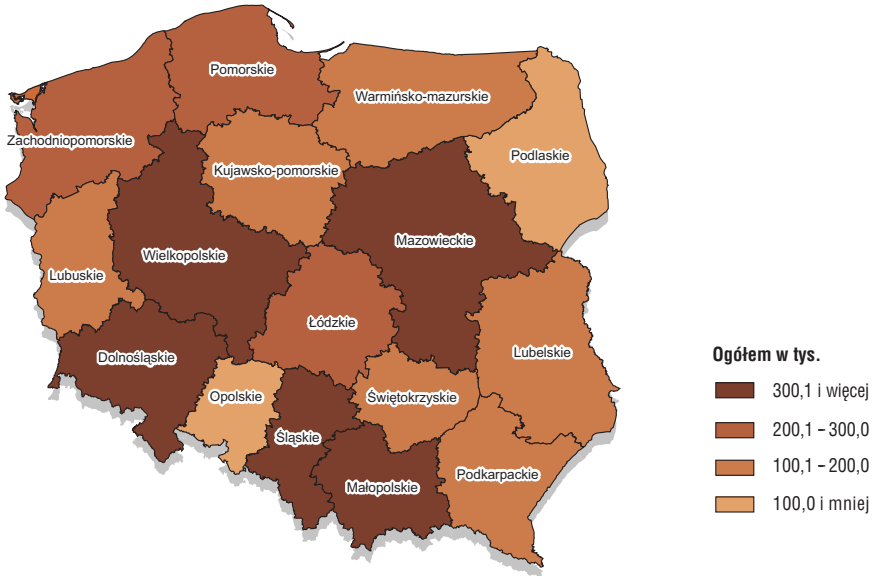 Pomorskie
Warmińsko-mazurskie
Zachodniopomorskie
Podlaskie
Kujawsko-pomorskie
Mazowieckie
Wielkopolskie
Lubuskie
Łódzkie
Lubelskie
Dolnośląskie
Opolskie
Świętokrzyskie
Śląskie
Podkarpackie
Małopolskie
Ogółem w tys.
300,1 i więcej
200,1 – 300,0
100,1 – 200,0
100,0 i mniej